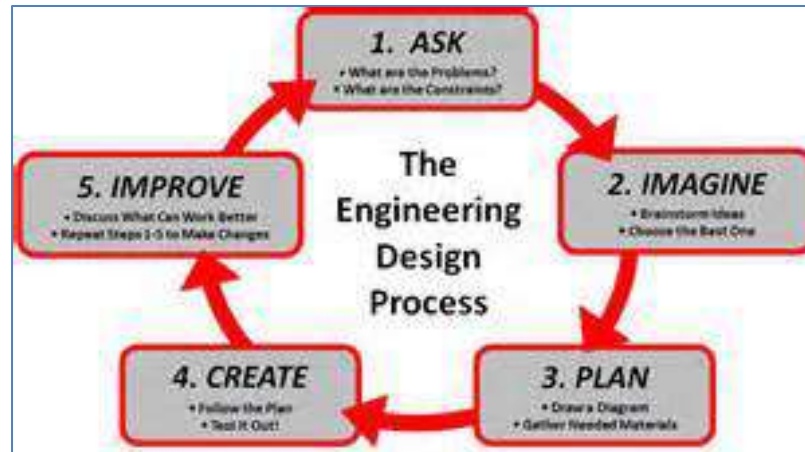 1. ASK
• What are the Problems?
• What are the Constraints?
The
Engineering
Design
Process
2. IMAGINE
• Brainstorm Ideas
• Choose the Best One
3. PLAN
• Draw a Diagram
• Gather Needed Materials
4. CREATE
• Follow the Plan
• Test It Out!
5. IMPROVE
• Discuss What Can Work Better
• Repeat Steps 1-5 to Make Changes